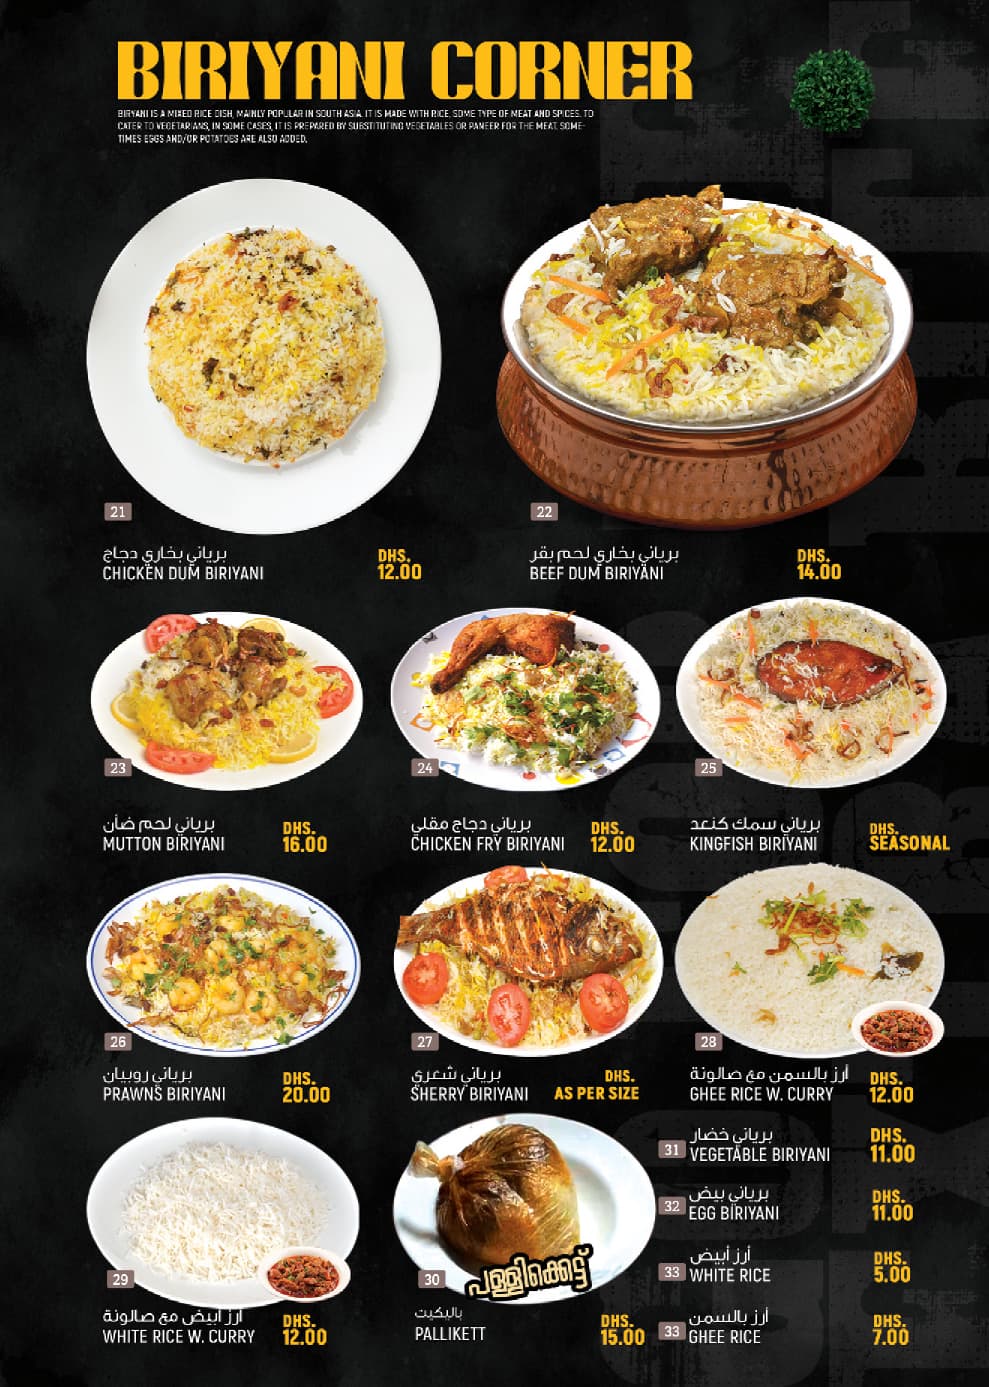 BIRIYANI CORNER
BIRYANI IS A MIXED RICE DISH, MAINLY POPULAR IN SOUTH ASIA. IT IS MADE WITH RICE, SOME TYPE OF MEAT AND SPICES. TO
CATER TO VEGETARIANS, IN SOME CASES, IT IS PREPARED BY SUBSTITUTING VEGETABLES OR PANEER FOR THE MEAT. SOME-
TIMES EGGS AND/OR POTATOES ARE ALSO ADDED.
21
برياني بخاري دجاج
CHICKEN DUM BIRIYANI
DHS.
12.00
22
برياني بخاري لحم بقر
BEEF DUM BIRIYANI
DHS.
14.00
23
برياني لحم ضأن
MUTTON BIRIYANI
DHS.
16.00
24
برياني دجاج مقلي
CHICKEN FRY BIRIYANI
DHS.
12.00
25
برياني سمك كنعد
KINGFISH BIRIYANI
DHS.
SEASONAL
26
برياني روبيان
PRAWNS BIRIYANI
DHS.
20.00
27
برياني شعري
SHERRY BIRIYANI
DHS.
AS PER SIZE
28
أرز بالسمن مع صالونة
GHEE RICE W. CURRY
DHS.
12.00
29
أرز أبيض مع صالونة
WHITE RICE W. CURRY
DHS.
12.00
30
പള്ളിക്കെട്ട്
باليكيت
PALLIKETT
DHS.
15.00
31
برياني خضار
VEGETABLE BIRIYANI
DHS.
11.00
32
برياني بيض
EGG BIRIYANI
DHS.
11.00
33
أرز أبيض
WHITE RICE
DHS.
5.00
33
أرز بالسمن
GHEE RICE
DHS.
7.00